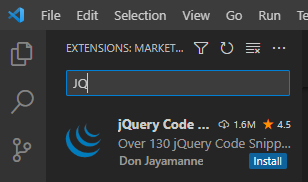 File Edit Selection View Go Run
EXTENSIONS: MARKET...
JQ
jQuery Code ... 1.6M 4.5
Over 130 jQuery Code Snipp...
Don Jayamanne Install